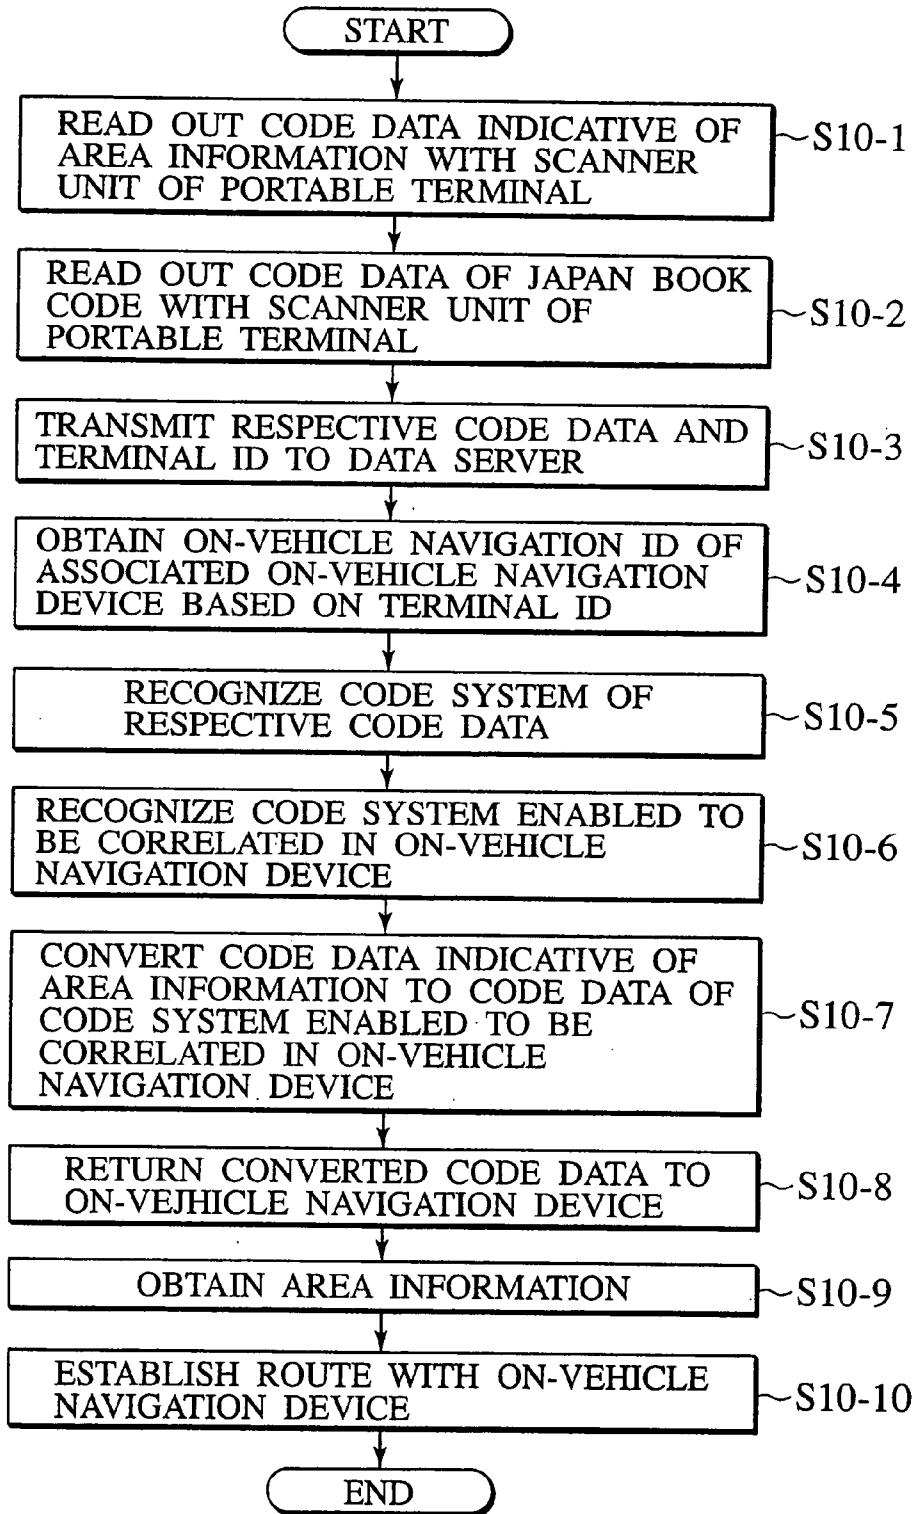 START
READ OUT CODE DATA INDICATIVE OF
AREA INFORMATION WITH SCANNER
UNIT OF PORTABLE TERMINAL
S10-1
READ OUT CODE DATA OF JAPAN BOOK
CODE WITH SCANNER UNIT OF
PORTABLE TERMINAL
S10-2
TRANSMIT RESPECTIVE CODE DATA AND
TERMINAL ID TO DATA SERVER
S10-3
OBTAIN ON-VEHICLE NAVIGATION ID OF
ASSOCIATED ON-VEHICLE NAVIGATION
DEVICE BASED ON TERMINAL ID
S10-4
RECOGNIZE CODE SYSTEM OF
RESPECTIVE CODE DATA
S10-5
RECOGNIZE CODE SYSTEM ENABLED TO
BE CORRELATED IN ON-VEHICLE
NAVIGATION DEVICE
S10-6
CONVERT CODE DATA INDICATIVE OF
AREA INFORMATION TO CODE DATA OF
CODE SYSTEM ENABLED TO BE
CORRELATED IN ON-VEHICLE
NAVIGATION DEVICE
S10-7
RETURN CONVERTED CODE DATA TO
ON-VEJHICLE NAVIGATION DEVICE
S10-8
OBTAIN AREA INFORMATION
S10-9
ESTABLISH ROUTE WITH ON-VEHICLE
NAVIGATION DEVICE
S10-10
END